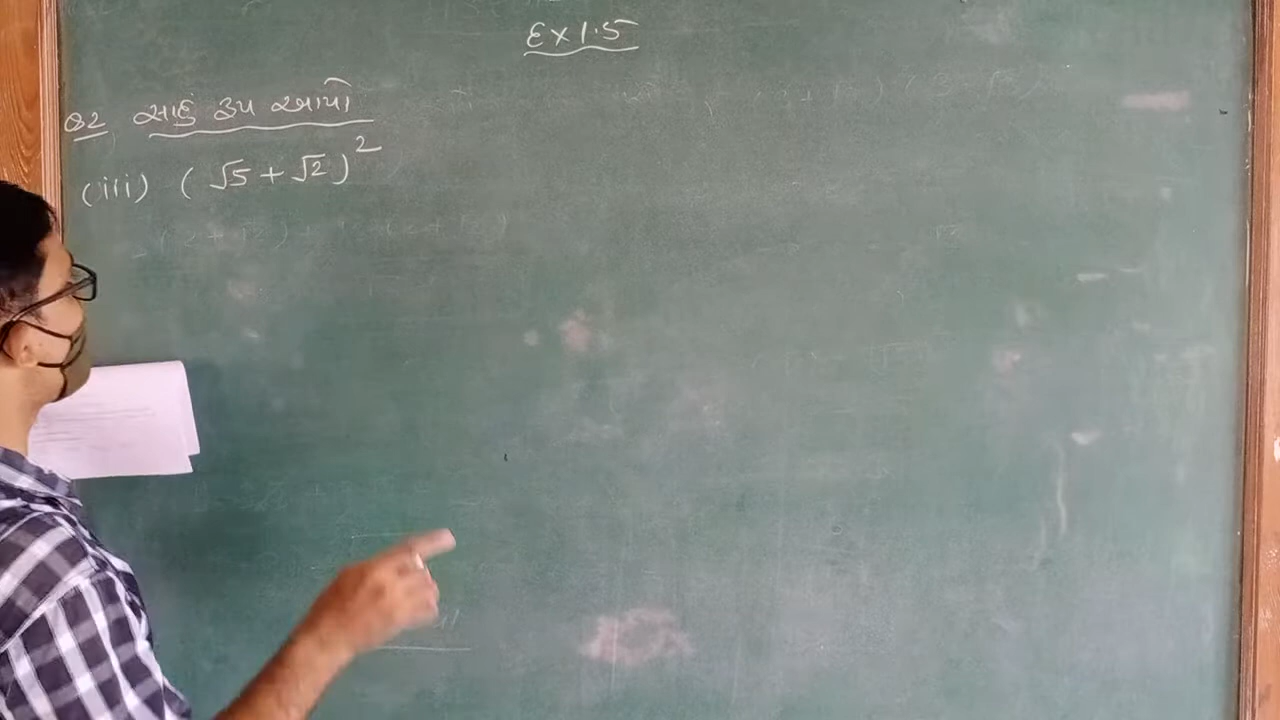 Ex 1.5
Q2 સાદું રૂપ આપો
(iii) (√5 + √2)²